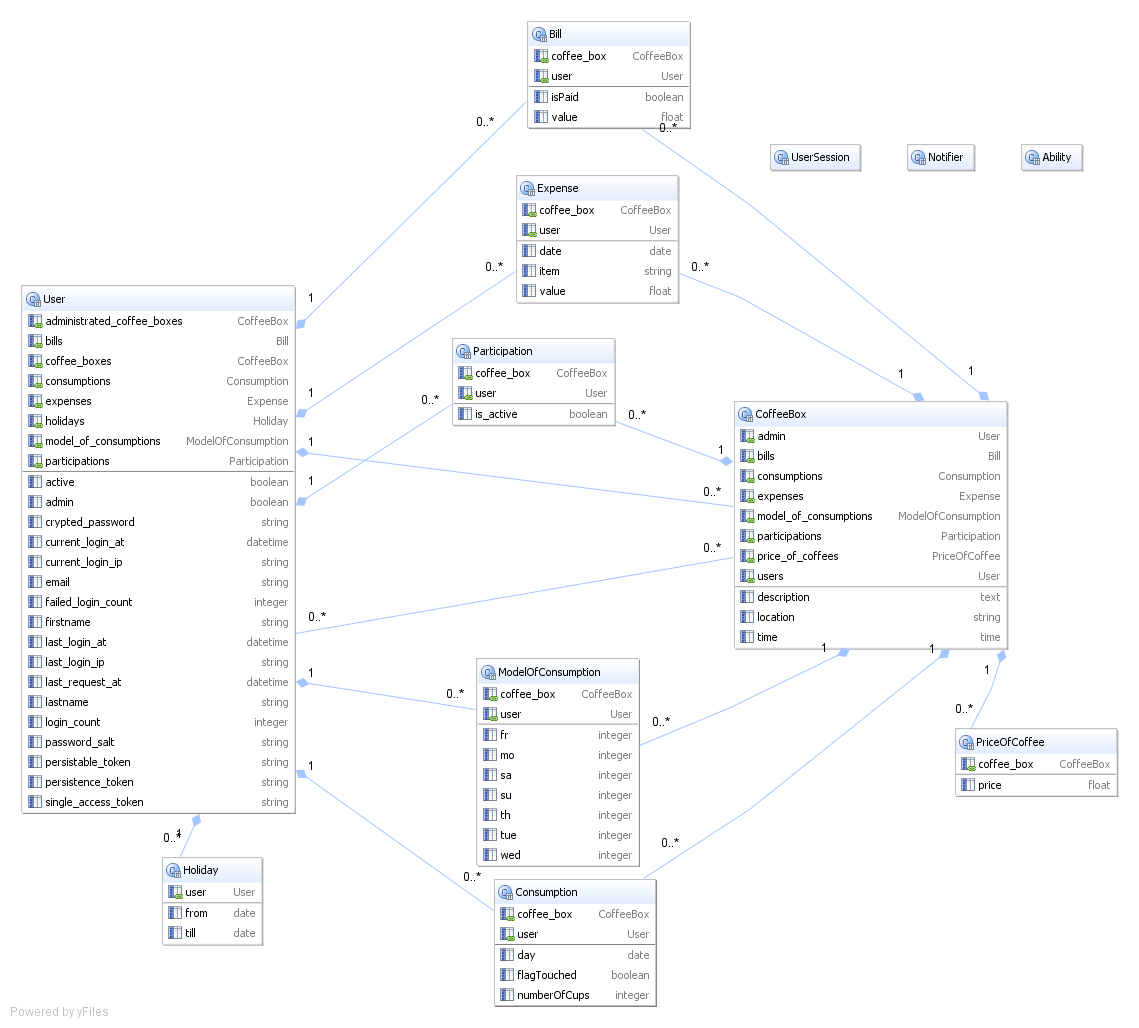 Bill
coffee_box CoffeeBox
user User
isPaid boolean
value float
0..*
0..*
UserSession
Notifier
Ability
Expense
coffee_box CoffeeBox
user User
date date
item string
value float
0..*
0..*
User
administrated_coffee_boxes CoffeeBox
bills Bill
coffee_boxes CoffeeBox
consumptions Consumption
expenses Expense
holidays Holiday
model_of_consumptions ModelOfConsumption
participations Participation
active boolean
admin boolean
crypted_password string
current_login_at datetime
current_login_ip string
email string
failed_login_count integer
firstname string
last_login_at datetime
last_login_ip string
last_request_at datetime
lastname string
login_count integer
password_salt string
persistable_token string
persistence_token string
single_access_token string
1
1
1
1
0..*
1
1
Participation
coffee_box CoffeeBox
user User
is_active boolean
0..*
0..*
1
1
1
0..*
0..*
CoffeeBox
admin User
bills Bill
consumptions Consumption
expenses Expense
model_of_consumptions ModelOfConsumption
participations Participation
price_of_coffees PriceOfCoffee
users User
description text
location string
time time
1
1
1
ModelOfConsumption
coffee_box CoffeeBox
user User
fr integer
mo integer
sa integer
su integer
th integer
tue integer
wed integer
0..*
0..*
0..*
PriceOfCoffee
coffee_box CoffeeBox
price float
0..*
1
Holiday
user User
from date
till date
0..*
0..*
Consumption
coffee_box CoffeeBox
user User
day date
flagTouched boolean
numberOfCups integer
Powered by yFiles